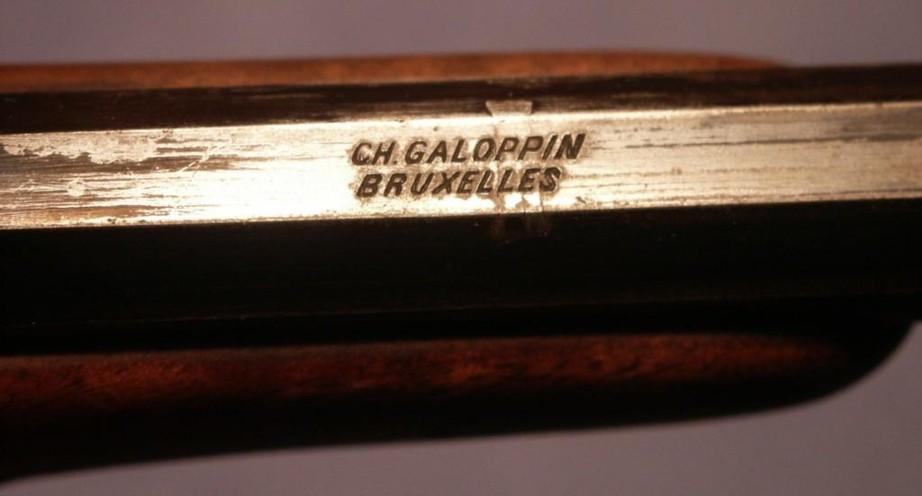 CH. GALOPPIN
BRUXELLES